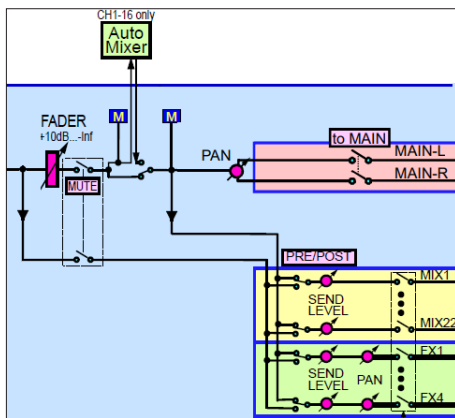 CH1-16 only
Auto
Mixer
FADER
+10dB...-Inf
M
M
MUTE
PAN
to MAIN
MAIN-L
MAIN-R
PRE/POST
SEND
LEVEL
MIX1
MIX22
SEND
LEVEL
PAN
FX1
FX4